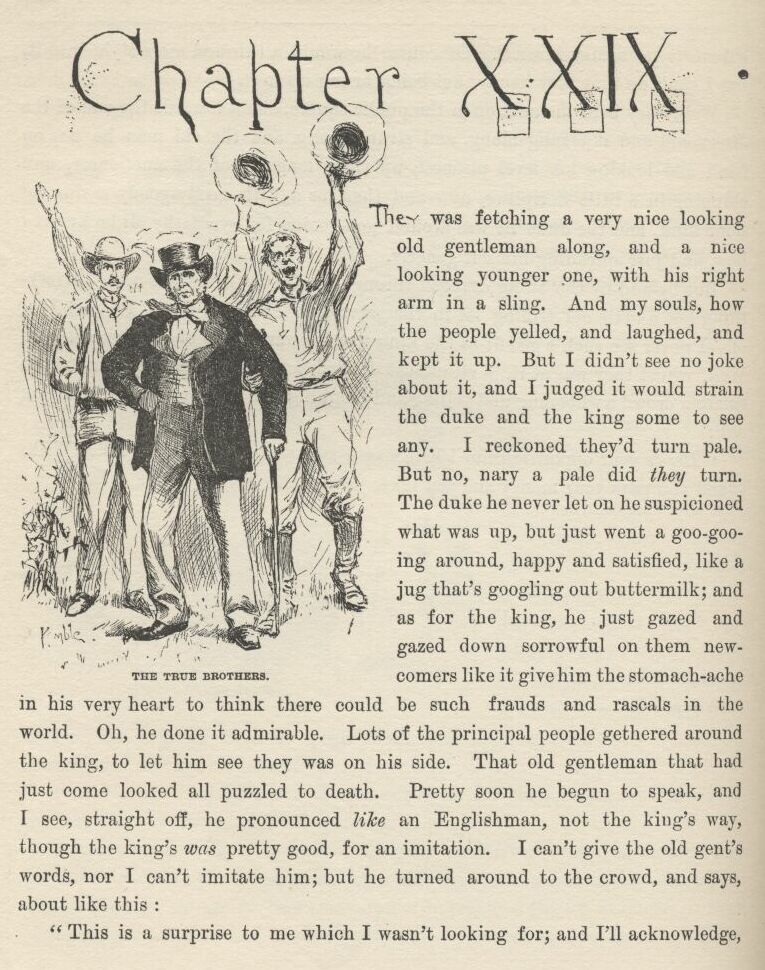 Chapter XXIX.
They was fetching a very nice looking
old gentleman along, and a nice
looking younger one, with his right
arm in a sling. And my souls, how
the people yelled, and laughed, and
kept it up. But I didn't see no joke
about it, and I judged it would strain
the duke and the king some to see
any. I reckoned they'd turn pale.
But no, nary a pale did they turn.
The duke he never let on he suspicioned
what was up, but just went a goo-goo-
ing around, happy and satisfied, like a
jug that's googling out buttermilk; and
as for the king, he just gazed and
gazed down sorrowful on them new-
comers like it give him the stomach-ache
Kemble
THE TRUE BROTHERS.
in his very heart to think there could be such frauds and rascals in the
world. Oh, he done it admirable. Lots of the principal people gethered around
the king, to let him see they was on his side. That old gentleman that had
just come looked all puzzled to death. Pretty soon he begun to speak, and
I see, straight off, he pronounced like an Englishman, not the king's way,
though the king's was pretty good, for an imitation. I can't give the old gent's
words, nor I can't imitate him; but he turned around to the crowd, and says,
about like this :
"This is a surprise to me which I wasn't looking for; and I'll acknowledge,